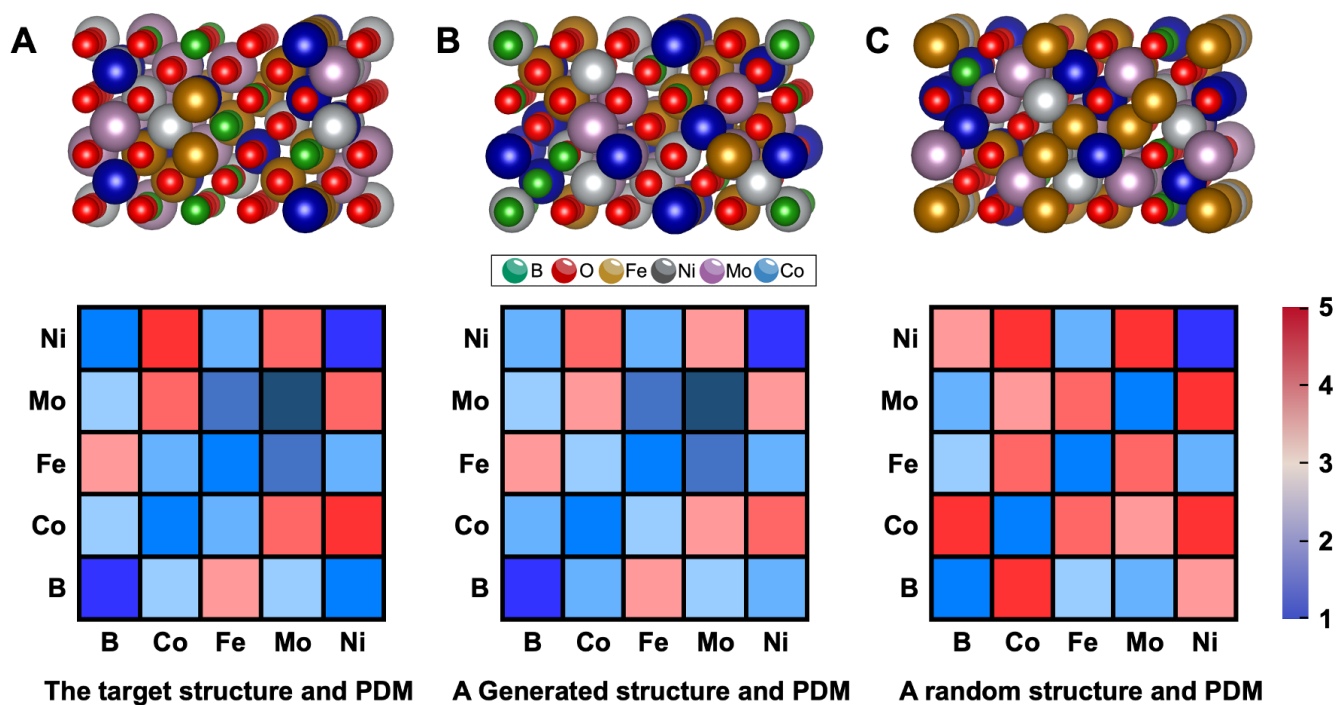 A B C
B O Fe Ni Mo Co
Ni
Mo
Fe
Co
B
B Co Fe Mo Ni
The target structure and PDM
Ni
Mo
Fe
Co
B
B Co Fe Mo Ni
A Generated structure and PDM
Ni
Mo
Fe
Co
B
B Co Fe Mo Ni
A random structure and PDM
5
4
3
2
1